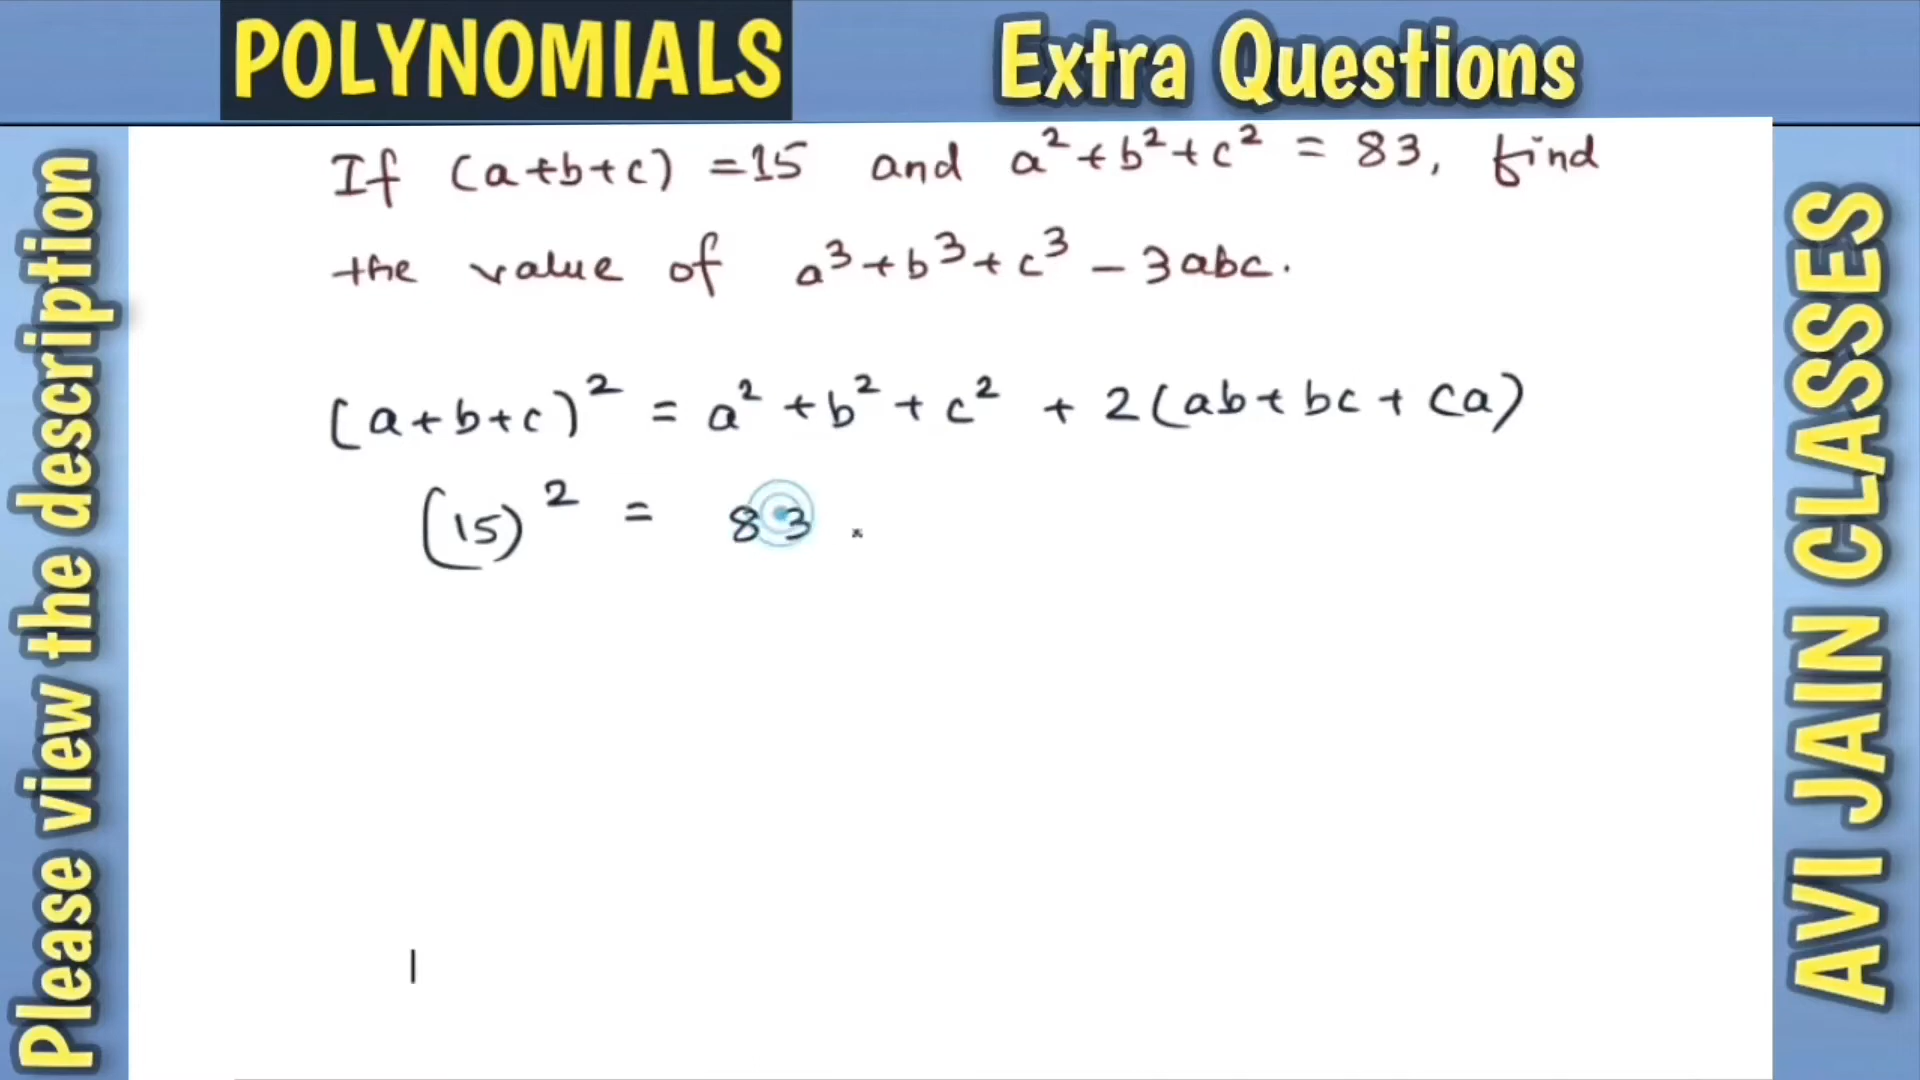 POLYNOMIALS
Extra Questions
Please view the description
If (a+b+c) =15 and a²+b²+c² = 83, find
the value of a³+b³+c³ – 3abc.
(a+b+c)² = a² +b² + c² + 2(ab+bc+ca)
(15)² = 83
AVI JAIN CLASSES